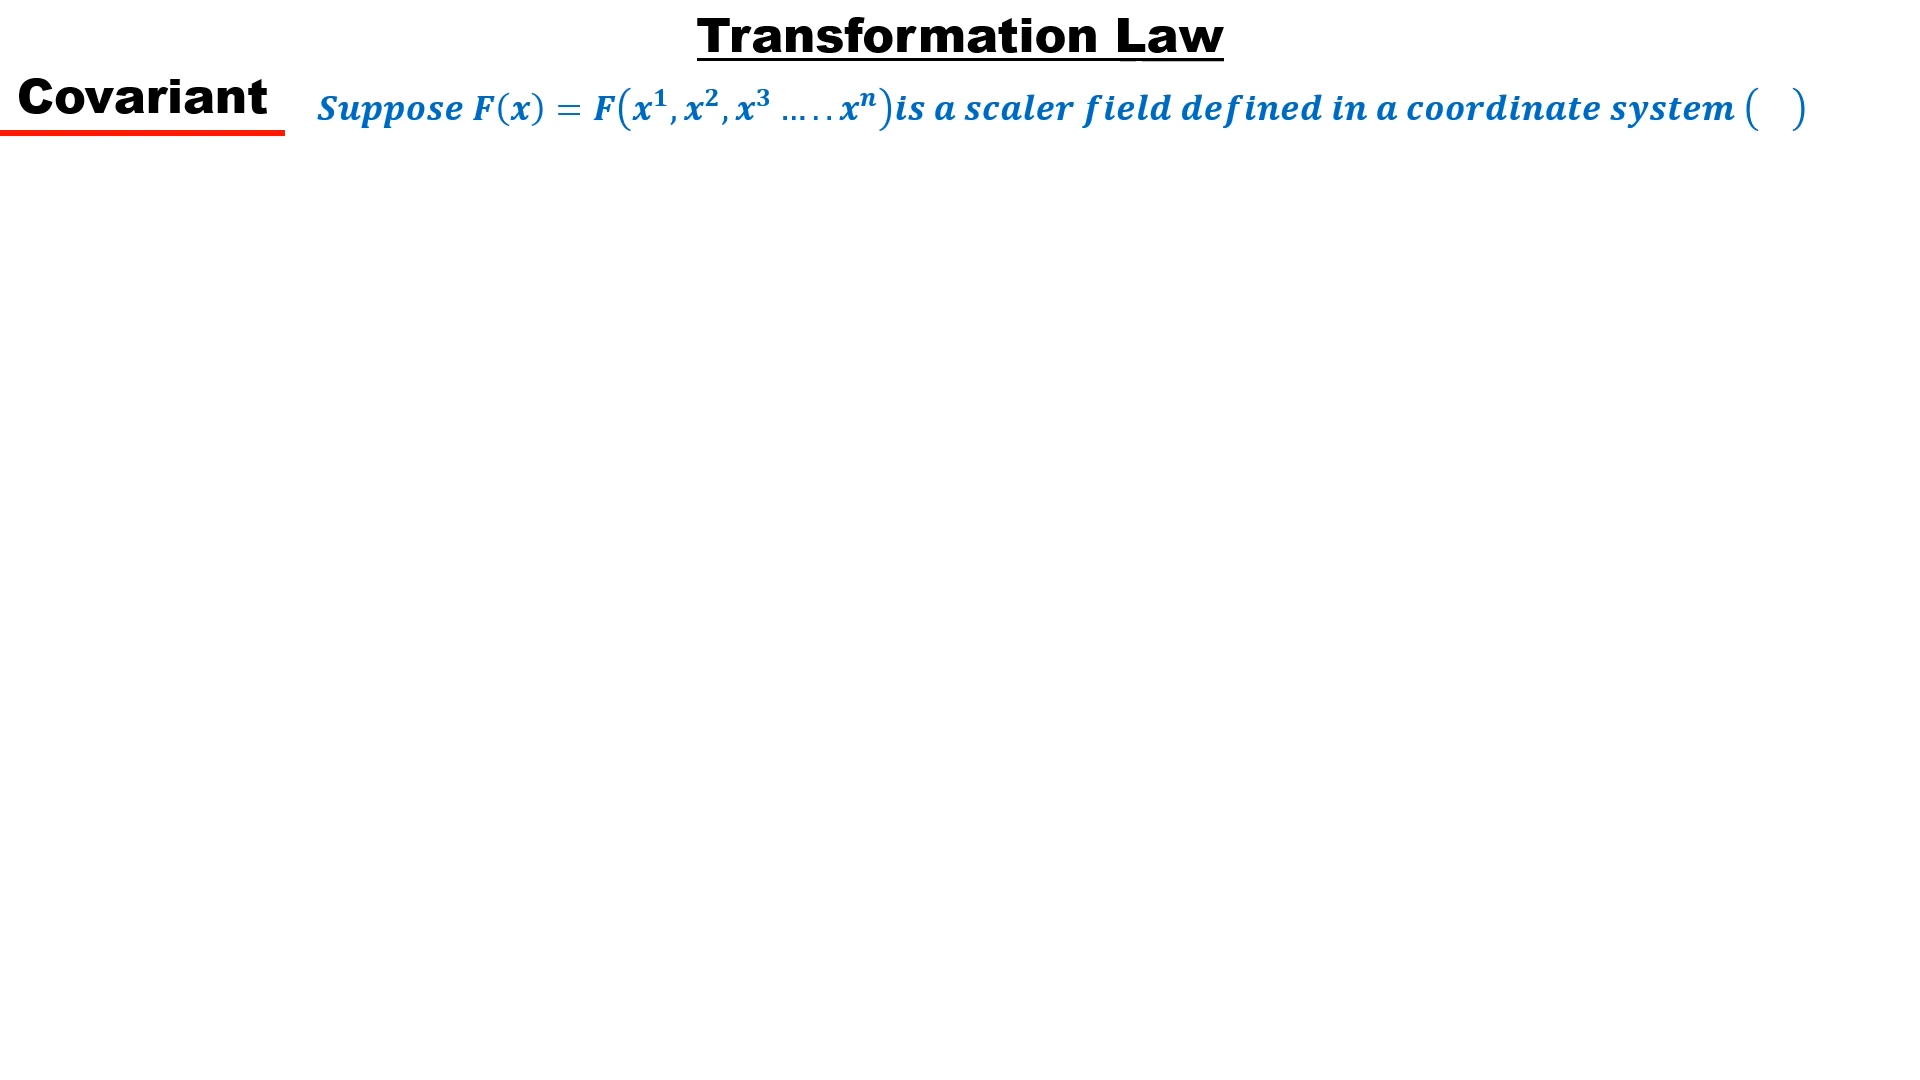 Transformation Law
Covariant
Suppose F(x) = F(x¹, x², x³ ..... xⁿ)is a scaler field defined in a coordinate system ( )